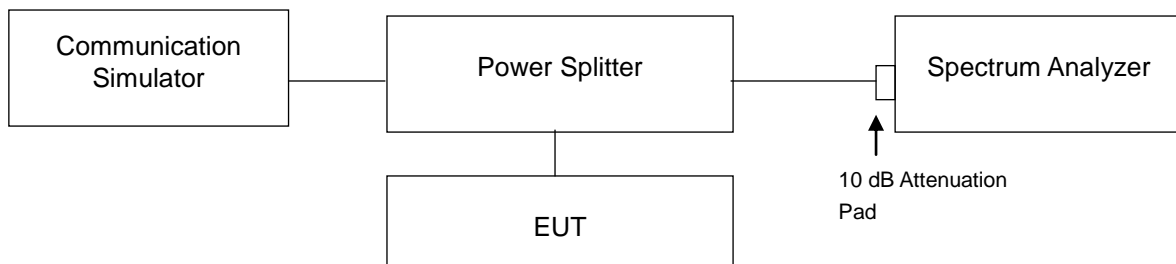 Communication
Simulator
Power Splitter
Spectrum Analyzer
10 dB Attenuation
Pad
EUT